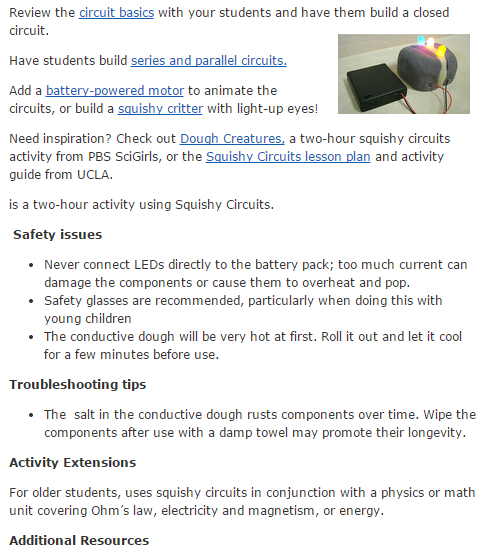 Review the circuit basics with your students and have them build a closed
circuit.
Have students build series and parallel circuits.
Add a battery-powered motor to animate the
circuits, or build a squishy critter with light-up eyes!
Need inspiration? Check out Dough Creatures, a two-hour squishy circuits
activity from PBS SciGirls, or the Squishy Circuits lesson plan and activity
guide from UCLA.
is a two-hour activity using Squishy Circuits.
Safety issues
• Never connect LEDs directly to the battery pack; too much current can
damage the components or cause them to overheat and pop.
• Safety glasses are recommended, particularly when doing this with
young children
• The conductive dough will be very hot at first. Roll it out and let it cool
for a few minutes before use.
Troubleshooting tips
• The  salt in the conductive dough rusts components over time. Wipe the
components after use with a damp towel may promote their longevity.
Activity Extensions
For older students, uses squishy circuits in conjunction with a physics or math
unit covering Ohm’s law, electricity and magnetism, or energy.
Additional Resources